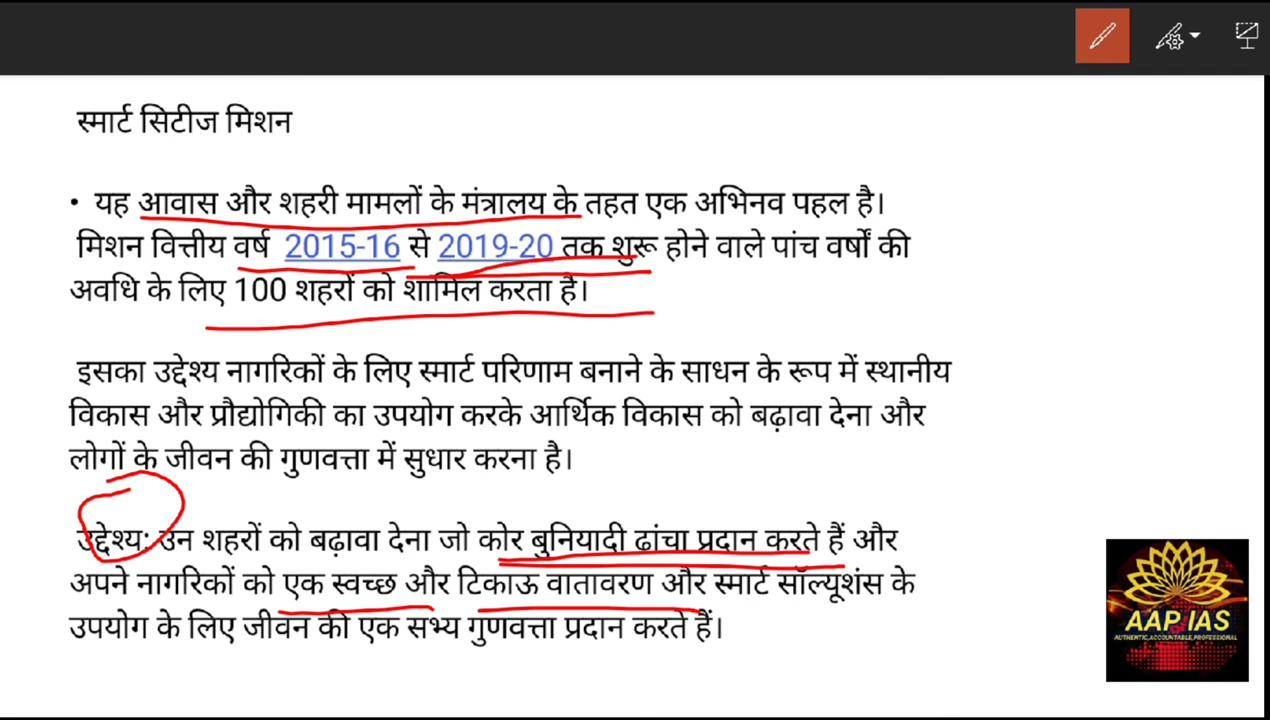 स्मार्ट सिटीज मिशन
• यह आवास और शहरी मामलों के मंत्रालय के तहत एक अभिनव पहल है।
मिशन वित्तीय वर्ष 2015-16 से 2019-20 तक शुरू होने वाले पांच वर्षों की
अवधि के लिए 100 शहरों को शामिल करता है।
इसका उद्देश्य नागरिकों के लिए स्मार्ट परिणाम बनाने के साधन के रूप में स्थानीय
विकास और प्रौद्योगिकी का उपयोग करके आर्थिक विकास को बढ़ावा देना और
लोगों के जीवन की गुणवत्ता में सुधार करना है।
उद्देश्य: उन शहरों को बढ़ावा देना जो कोर बुनियादी ढांचा प्रदान करते हैं और
अपने नागरिकों को एक स्वच्छ और टिकाऊ वातावरण और स्मार्ट सॉल्यूशंस के
उपयोग के लिए जीवन की एक सभ्य गुणवत्ता प्रदान करते हैं।
AAP IAS
AUTHENTIC,ACCOUNTABLE,PROFESSIONAL